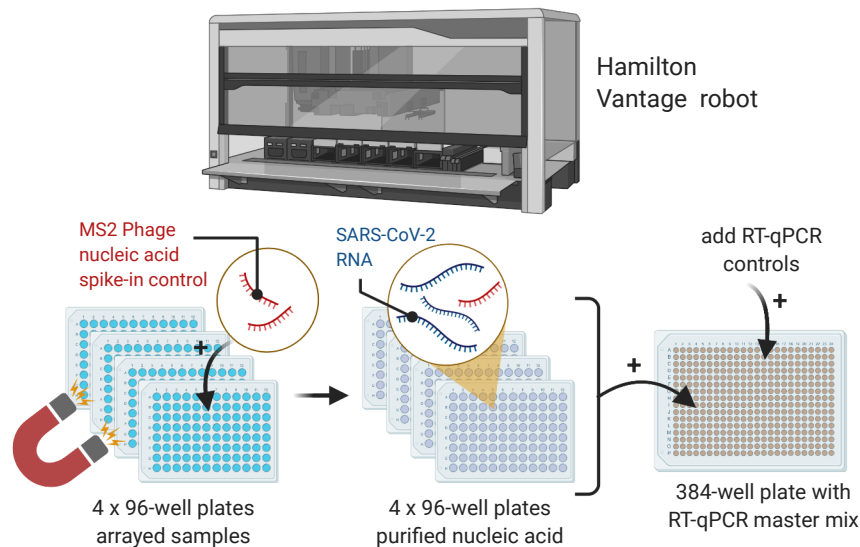 Hamilton
Vantage robot
MS2 Phage
nucleic acid
spike-in control
SARS-CoV-2
RNA
add RT-qPCR
controls
+
+
+
4 x 96-well plates
arrayed samples
4 x 96-well plates
purified nucleic acid
384-well plate with
RT-qPCR master mix